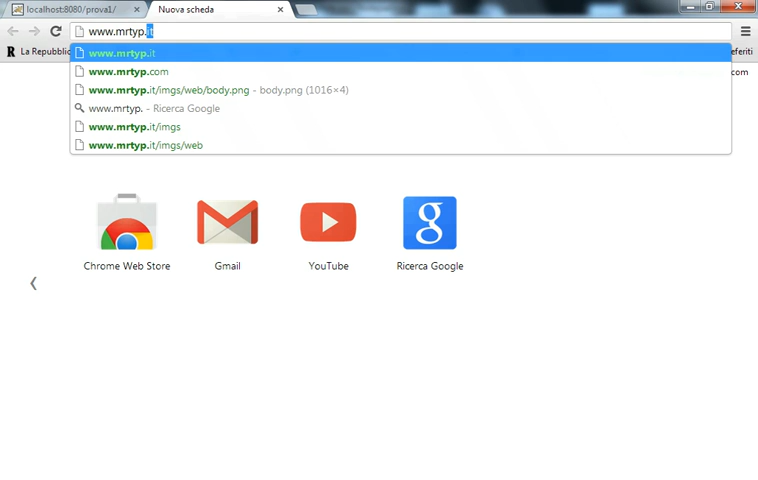 localhost:8080/prova1/
Nuova scheda
www.mrtyp.it
La Repubblic
eferiti
www.mrtyp.it
www.mrtyp.com
com
www.mrtyp.it/imgs/web/body.png - body.png (1016×4)
www.mrtyp. - Ricerca Google
www.mrtyp.it/imgs
www.mrtyp.it/imgs/web
Chrome Web Store
Gmail
YouTube
Ricerca Google